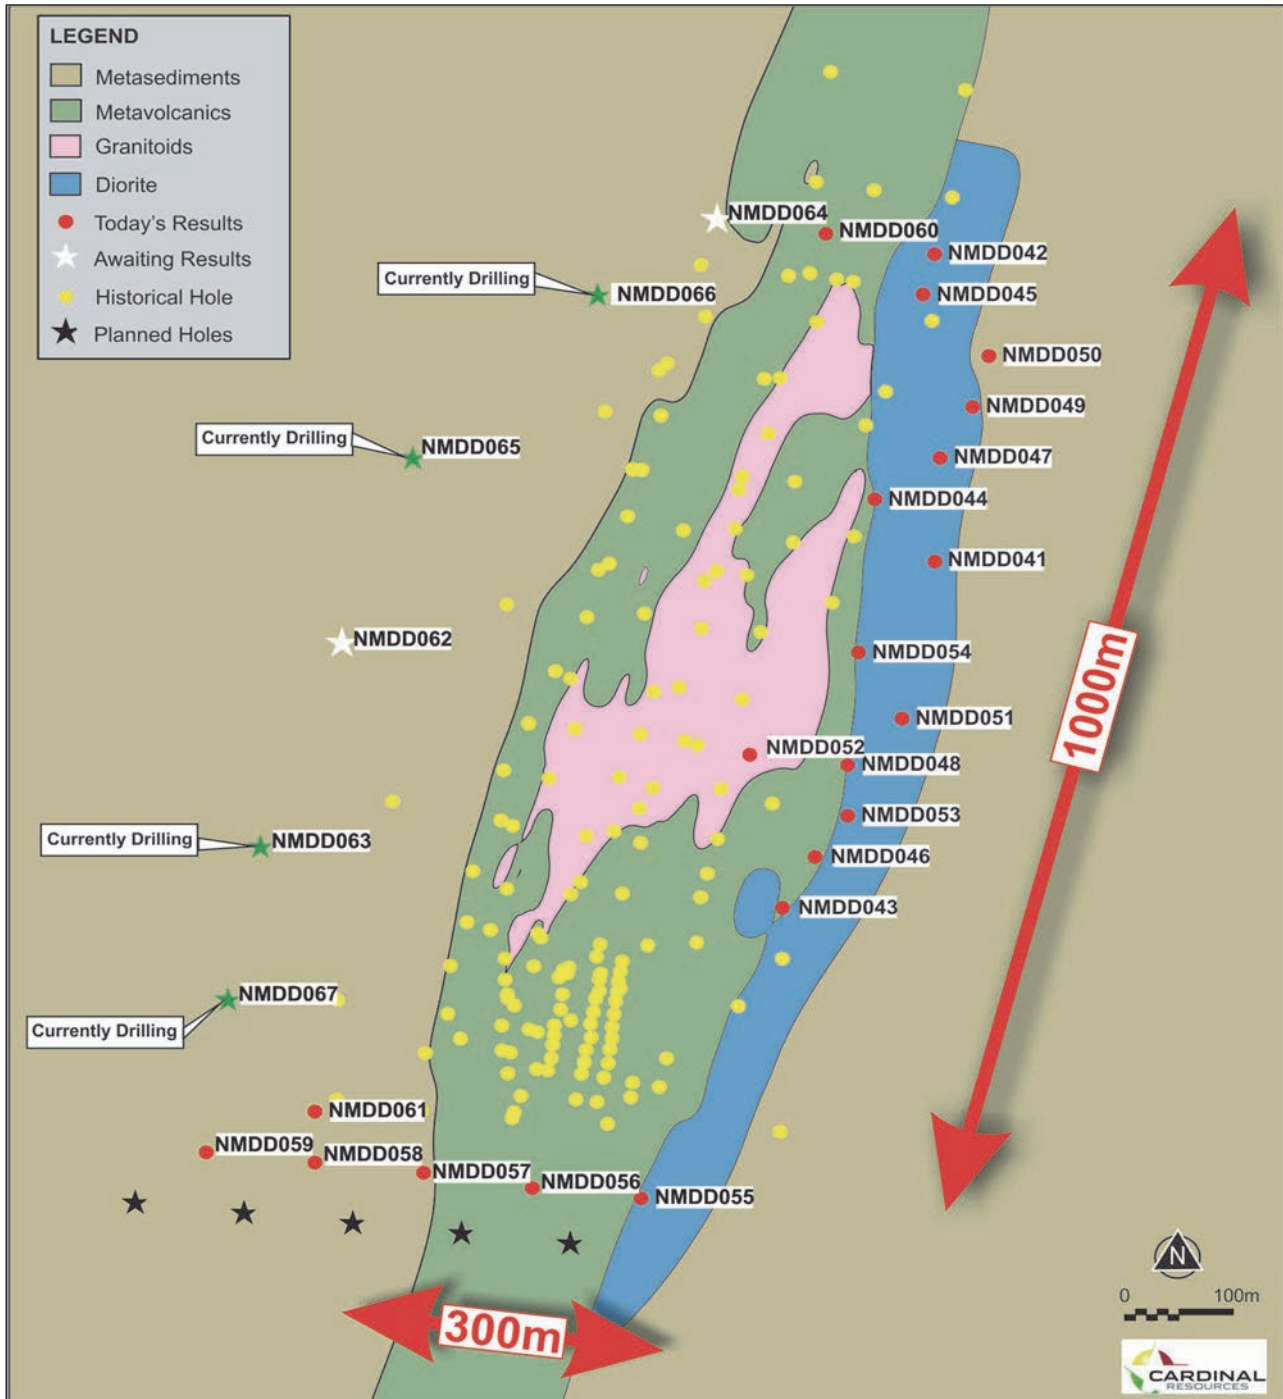 LEGEND
Metasediments
Metavolcanics
Granitoids
Diorite
Today's Results
Awaiting Results
Historical Hole
Planned Holes
NMDD064
NMDD060
NMDD042
Currently Drilling
NMDD066
NMDD045
NMDD050
NMDD049
Currently Drilling
NMDD065
NMDD047
NMDD044
NMDD041
NMDD062
NMDD054
1000m
NMDD051
NMDD052
NMDD048
NMDD053
Currently Drilling
NMDD063
NMDD046
NMDD043
NMDD067
Currently Drilling
NMDD061
NMDD059
NMDD058
NMDD057
NMDD056
NMDD055
N
0 100m
300m
CARDINAL
RESOURCES